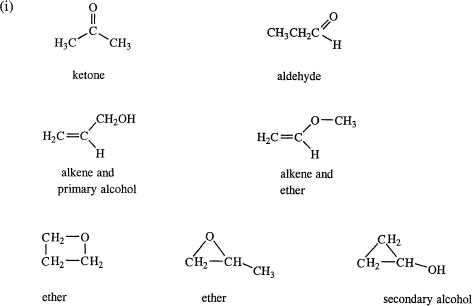 (i)
O
C
H₃C CH₃
ketone
O
CH₃CH₂C
H
aldehyde
CH₂OH
H₂C=C
H
alkene and
primary alcohol
O—CH₃
H₂C=C
H
alkene and
ether
CH₂—O
CH₂—CH₂
ether
O
CH₂—CH
CH₃
ether
CH₂
CH₂—CH
OH
secondary alcohol